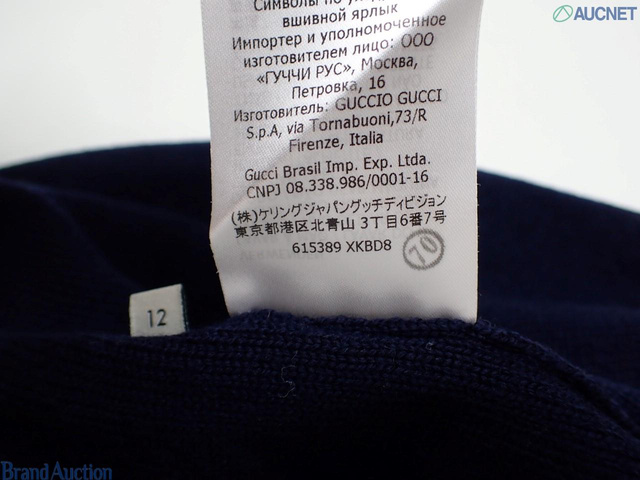 AUCNET
Символы по
вшивной ярлык
Импортер и уполномоченное
изготовителем лицо: ООО
«ГУЧЧИ РУС», Москва,
Петровка, 16
Изготовитель: GUCCIO GUCCI
S.p.A, via Tornabuoni,73/R
Firenze, Italia
Gucci Brasil Imp. Exp. Ltda.
CNPJ 08.338.986/0001-16
(株)ケリングジャパングッチディビジョン
東京都港区北青山 3丁目6番7号
615389 XKBD8
70
12
Brand Auction